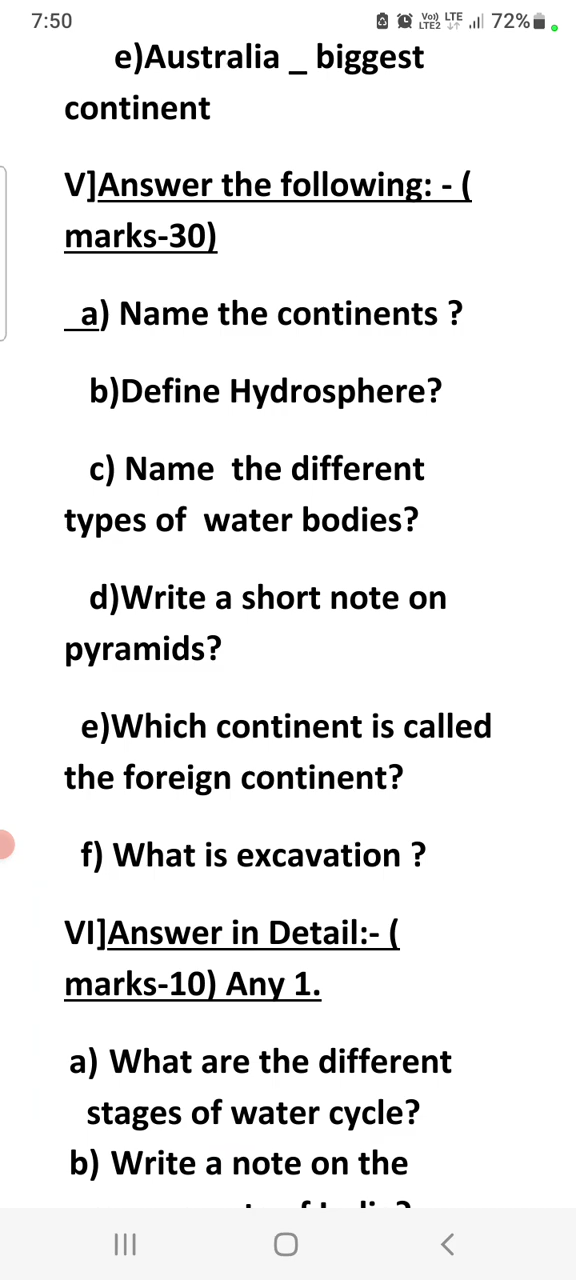 7:50
Vo)) LTE
LTE2
72%
e)Australia _ biggest
continent
V]Answer the following: - (
marks-30)
a) Name the continents ?
b)Define Hydrosphere?
c) Name the different
types of water bodies?
d)Write a short note on
pyramids?
e)Which continent is called
the foreign continent?
f) What is excavation ?
VI]Answer in Detail:- (
marks-10) Any 1.
a) What are the different
stages of water cycle?
b) Write a note on the